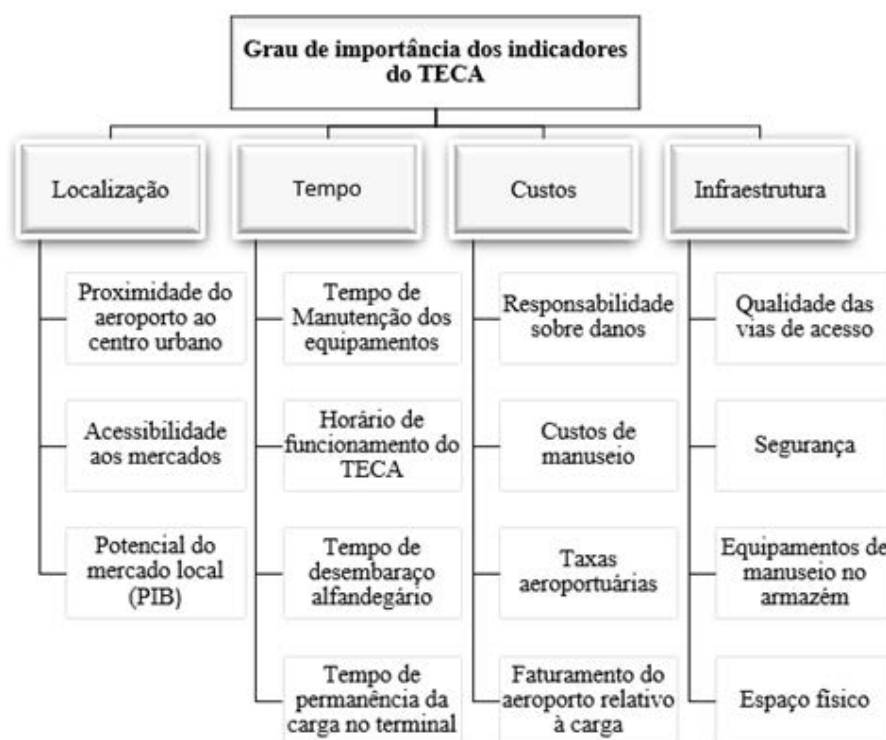 Grau de importância dos indicadores
do TECA
Localização
Tempo
Custos
Infraestrutura
Proximidade do
aeroporto ao
centro urbano
Tempo de
Manutenção dos
equipamentos
Responsabilidade
sobre danos
Qualidade das
vias de acesso
Acessibilidade
aos mercados
Horário de
funcionamento do
TECA
Custos de
manuseio
Segurança
Potencial do
mercado local
(PIB)
Tempo de
desembaraço
alfandegário
Taxas
aeroportuárias
Equipamentos de
manuseio no
armazém
Tempo de
permanência da
carga no terminal
Faturamento do
aeroporto relativo
à carga
Espaço físico